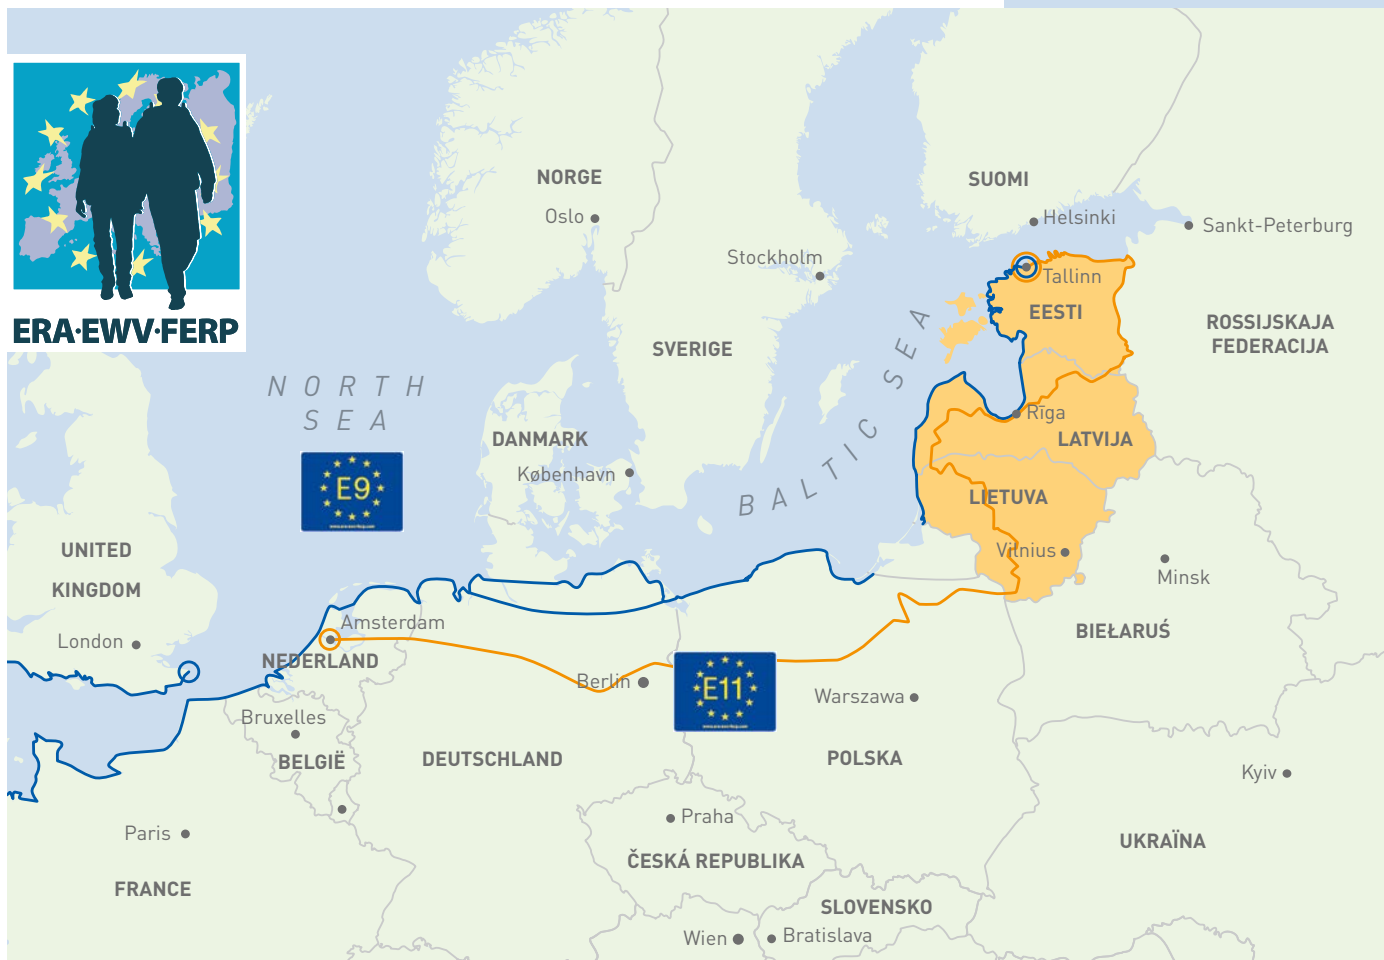 ERA·EWV·FERP
NORGE
Oslo
SUOMI
Helsinki
Sankt-Peterburg
Stockholm
Tallinn
EESTI
ROSSIJSKAJA
FEDERACIJA
SVERIGE
NORTH
SEA
BALTIC SEA
DANMARK
København
Rīga
LATVIJA
E9
LIETUVA
Vilnius
Minsk
UNITED
KINGDOM
London
Amsterdam
NEDERLAND
BIEŁARUŚ
Berlin
E11
Warszawa
Bruxelles
BELGIË
DEUTSCHLAND
POLSKA
Kyiv
Praha
Paris
UKRAÏNA
ČESKÁ REPUBLIKA
FRANCE
SLOVENSKO
Wien
Bratislava